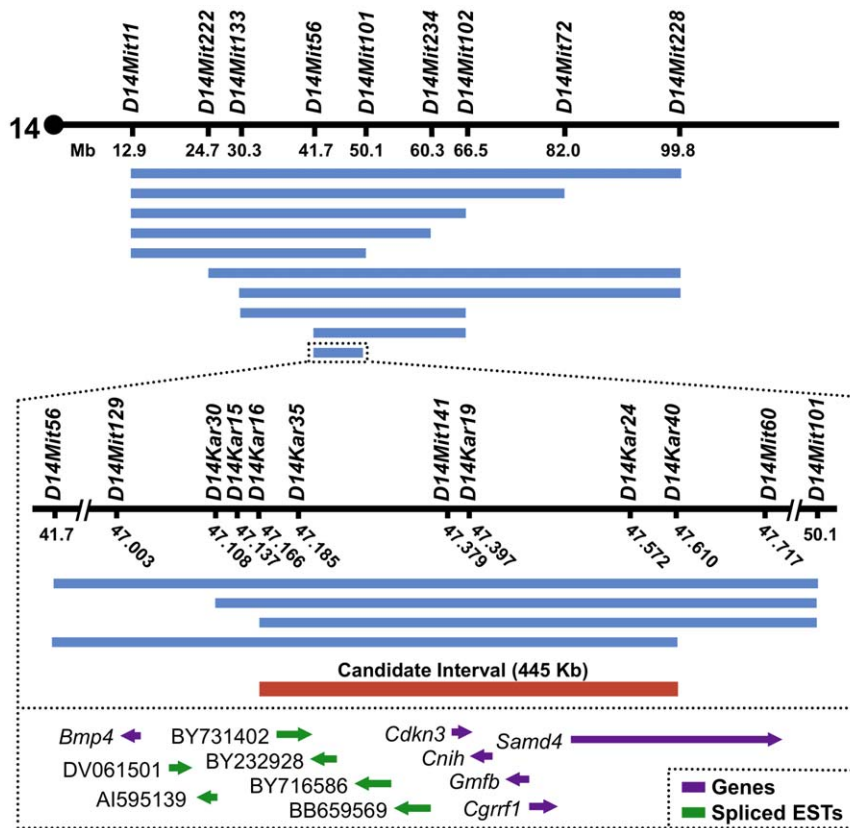 D14Mit11 D14Mit222 D14Mit133 D14Mit56 D14Mit101 D14Mit234 D14Mit102 D14Mit72 D14Mit228
14
Mb 12.9 24.7 30.3 41.7 50.1 60.3 66.5 82.0 99.8
D14Mit56 D14Mit129 D14Kar30 D14Kar15 D14Kar16 D14Kar35 D14Mit141 D14Kar19 D14Kar24 D14Kar40 D14Mit60 D14Mit101
41.7 47.003 47.108 47.137 47.166 47.185 47.379 47.397 47.572 47.610 47.717 50.1
Candidate Interval (445 Kb)
Bmp4 BY731402 Cdkn3 Samd4
DV061501 BY232928 Cnih
AI595139 BY716586 Gmfb
BB659569 Cgrrf1
Genes
Spliced ESTs